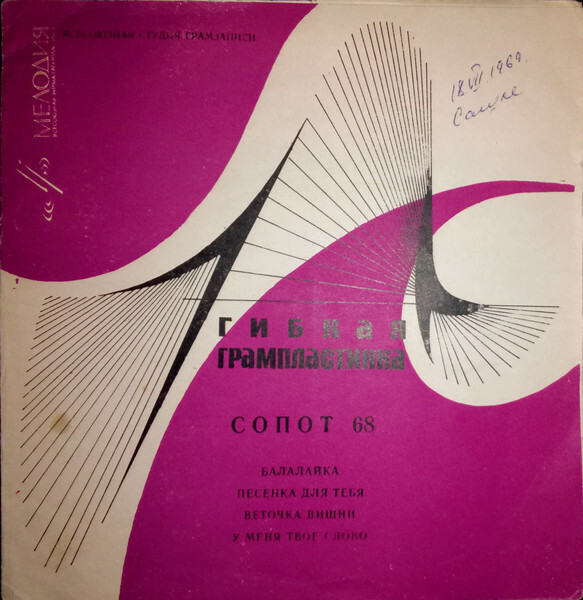 ВСЕСОЮЗНАЯ СТУДИЯ ГРАМЗАПИСИ
МЕЛОДИЯ
18.VII.1969.
ГИБКАЯ
ГРАМПЛАСТИНКА
СОПОТ 68
БАЛАЛАЙКА
ПЕСЕНКА ДЛЯ ТЕБЯ
ВЕТОЧКА ВИШНИ
У МЕНЯ ТВОЕ СЛОВО